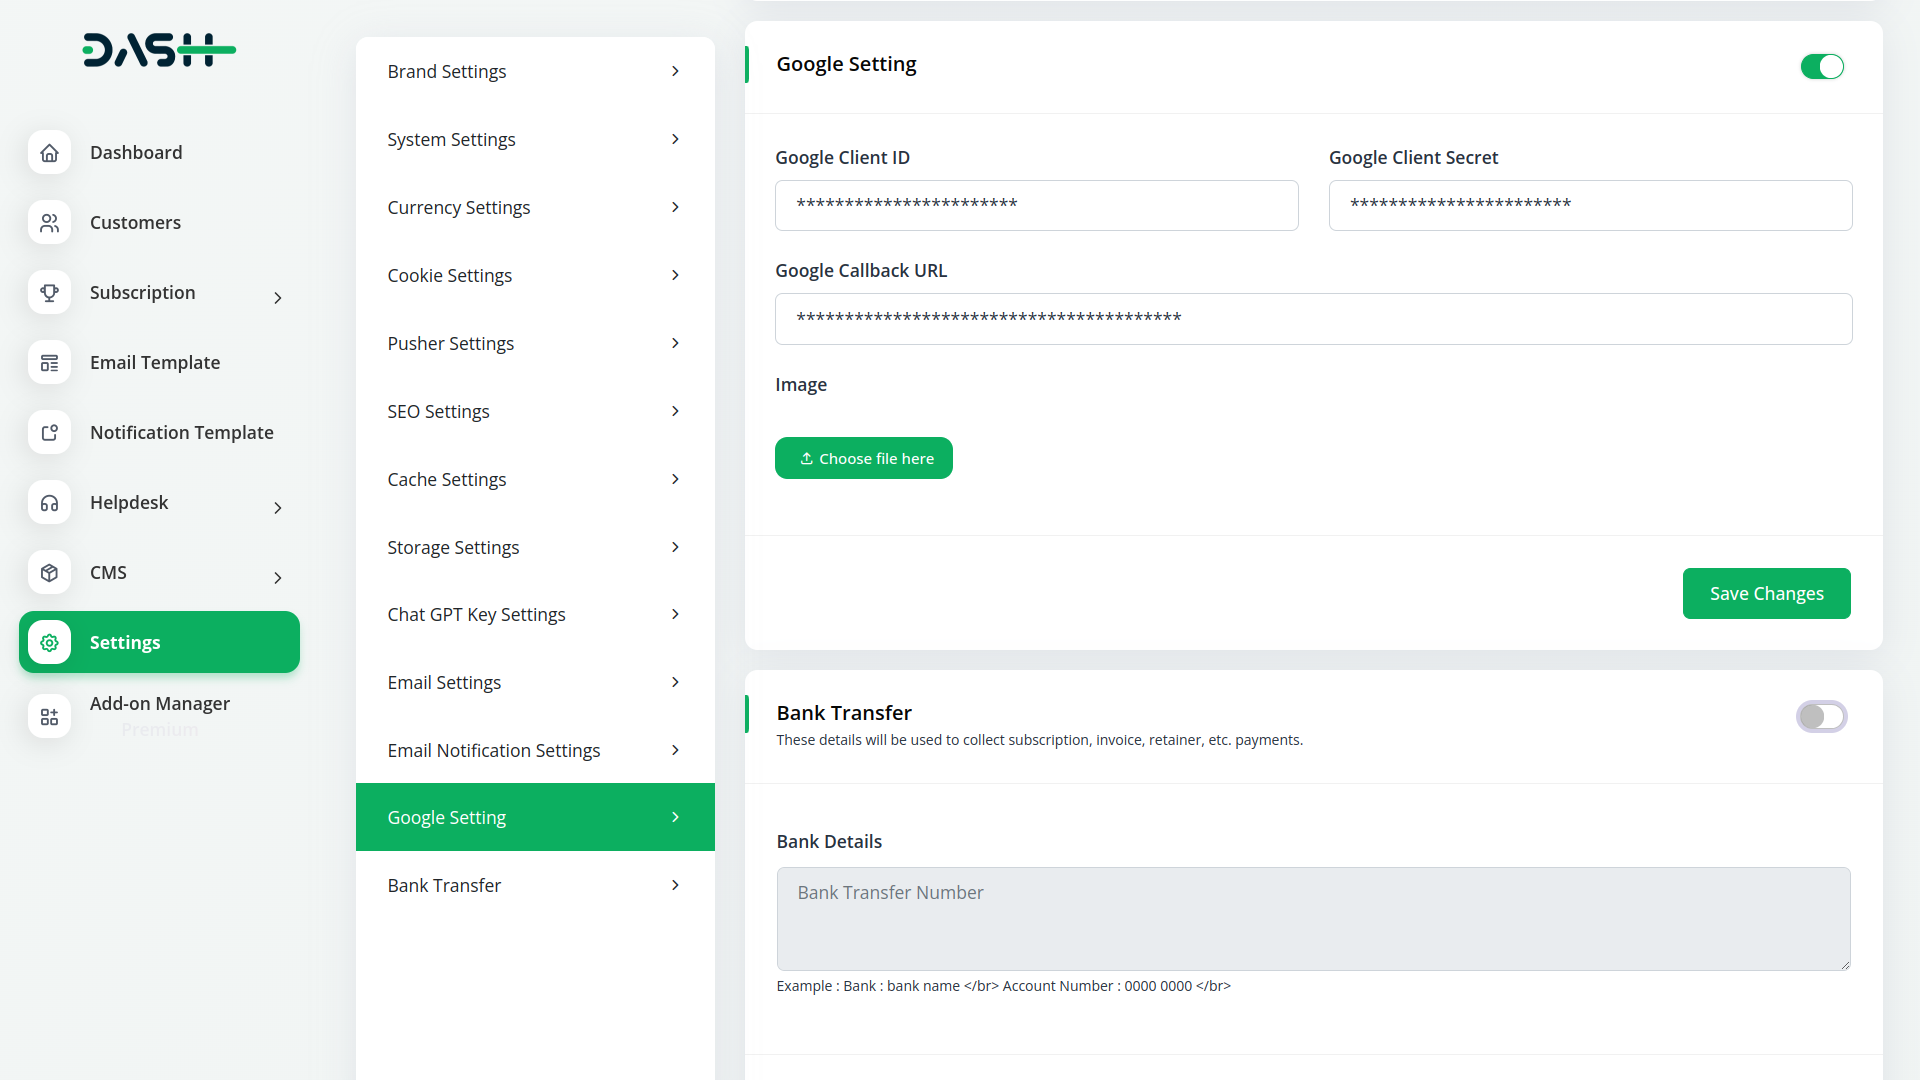 DASH
Dashboard
Customers
Subscription
Email Template
Notification Template
Helpdesk
CMS
Settings
Add-on Manager
Premium
Brand Settings
System Settings
Currency Settings
Cookie Settings
Pusher Settings
SEO Settings
Cache Settings
Storage Settings
Chat GPT Key Settings
Email Settings
Email Notification Settings
Google Setting
Bank Transfer
Google Setting
Google Client ID
Google Client Secret
***********************
***********************
Google Callback URL
****************************************
Image
Choose file here
Save Changes
Bank Transfer
These details will be used to collect subscription, invoice, retainer, etc. payments.
Bank Details
Bank Transfer Number
Example : Bank : bank name </br> Account Number : 0000 0000 </br>